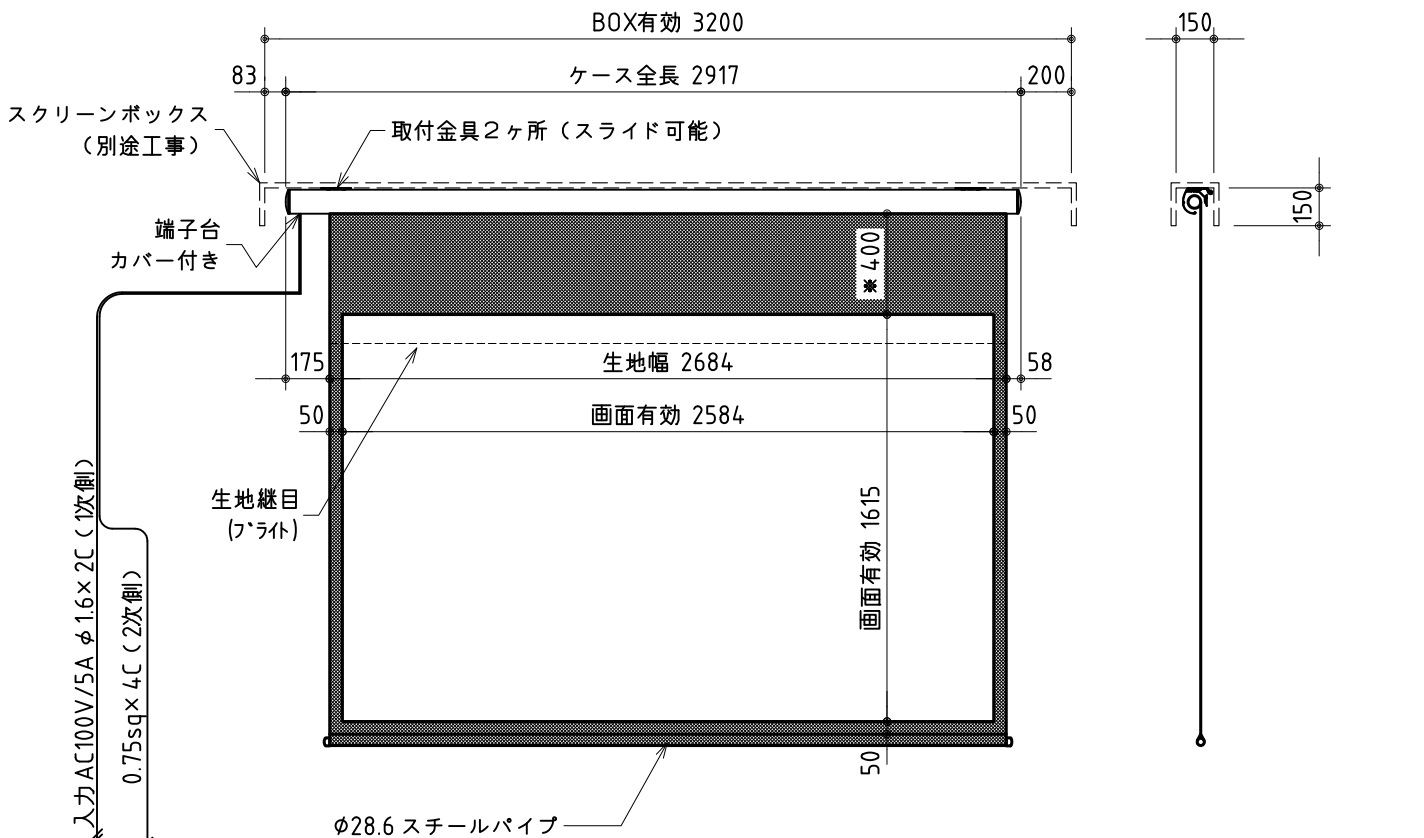 BOX有効 3200
150
83
ケース全長 2917
200
スクリーンボックス
(別途工事)
取付金具2ヶ所(スライド可能)
150
端子台
カバー付き
※ 400
175
生地幅 2684
58
50
画面有効 2584
50
生地継目
(ブライト)
画面有効 1615
入力AC100V/5A φ1.6×2C(1次側)
0.75sq×4C(2次側)
50
φ28.6 スチールパイプ